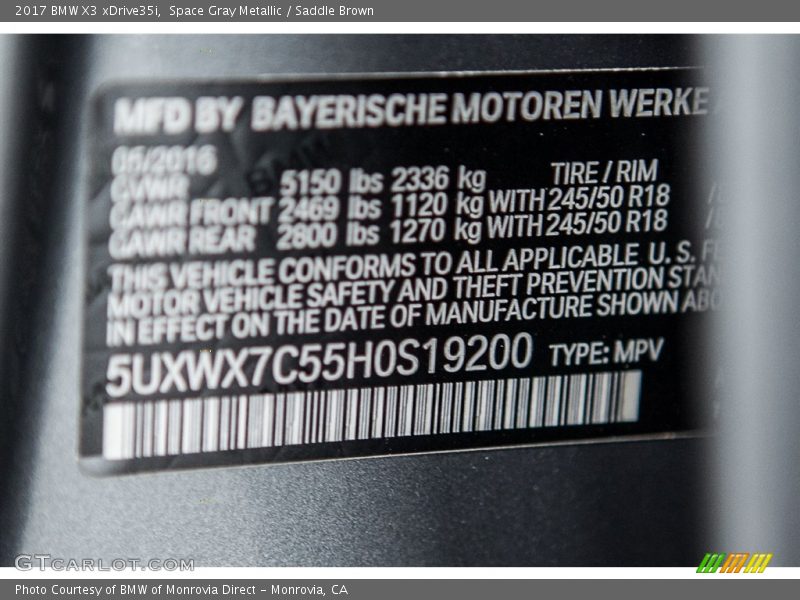 2017 BMW X3 xDrive35i, Space Gray Metallic / Saddle Brown
MFD BY BAYERISCHE MOTOREN WERKE
05/2016
GVWR 5150 lbs 2336 kg TIRE / RIM
GAWR FRONT 2469 lbs 1120 kg WITH 245/50 R18
GAWR REAR 2800 lbs 1270 kg WITH 245/50 R18
THIS VEHICLE CONFORMS TO ALL APPLICABLE U.S. F
MOTOR VEHICLE SAFETY AND THEFT PREVENTION STAN
IN EFFECT ON THE DATE OF MANUFACTURE SHOWN ABO
5UXWX7C55H0S19200 TYPE: MPV
GTCARLOT.COM
Photo Courtesy of BMW of Monrovia Direct – Monrovia, CA